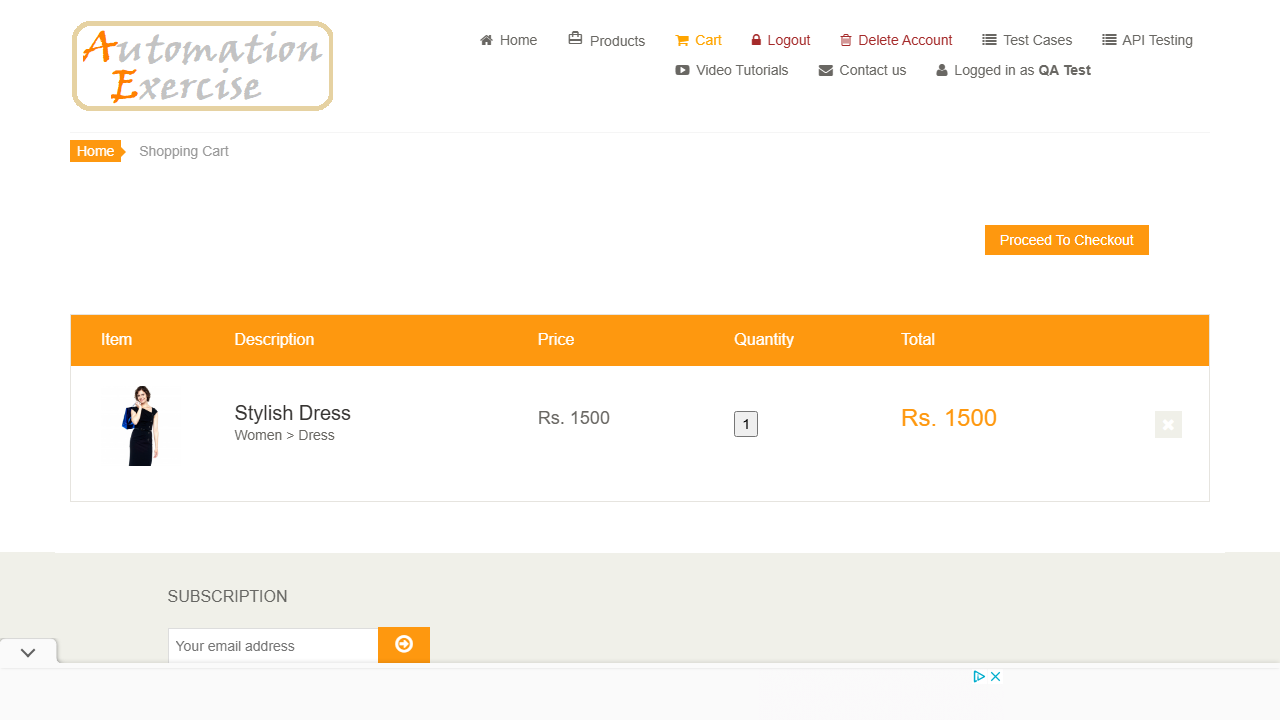 Automation
Exercise
Home Products Cart Logout Delete Account Test Cases API Testing
Video Tutorials Contact us Logged in as QA Test
Home Shopping Cart
Proceed To Checkout
Item Description Price Quantity Total
Stylish Dress
Women > Dress
Rs. 1500
1
Rs. 1500
SUBSCRIPTION
Your email address